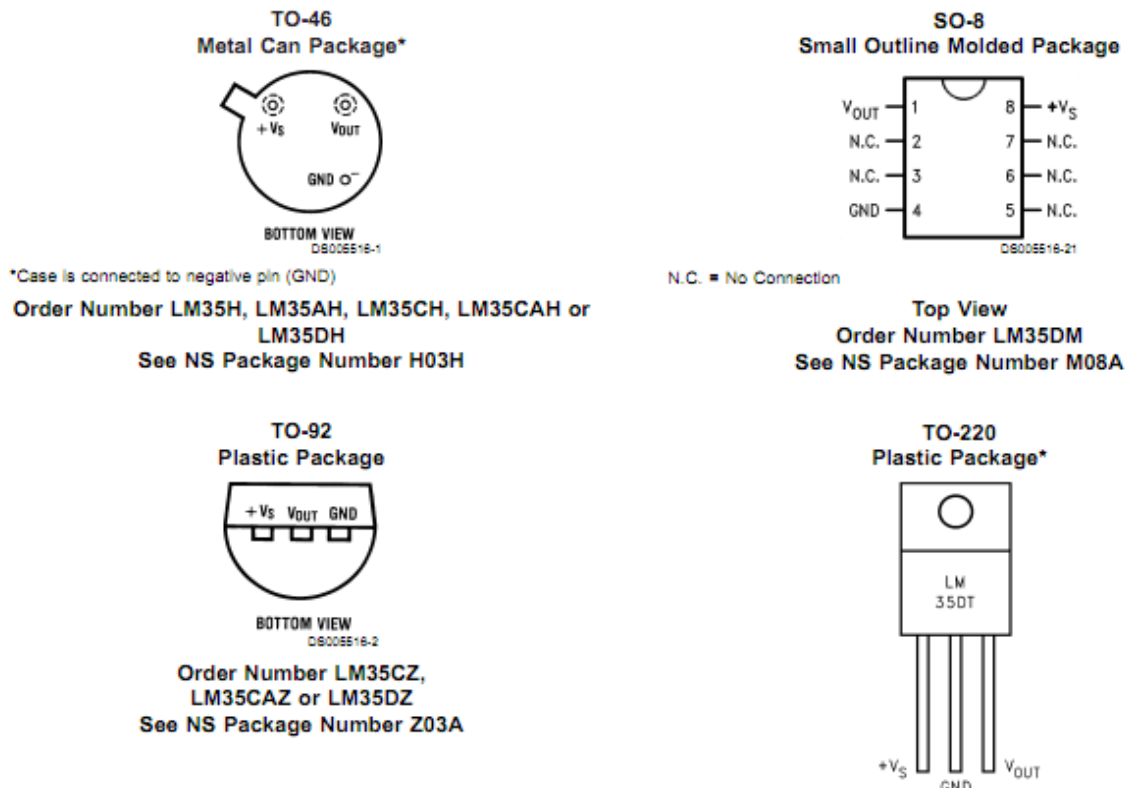 TO-46
Metal Can Package*
+VS
VOUT
GND
BOTTOM VIEW
DS005516-1
*Case is connected to negative pin (GND)
Order Number LM35H, LM35AH, LM35CH, LM35CAH or
LM35DH
See NS Package Number H03H
SO-8
Small Outline Molded Package
VOUT 1 8 +VS
N.C. 2 7 N.C.
N.C. 3 6 N.C.
GND 4 5 N.C.
DS005516-21
N.C. = No Connection
Top View
Order Number LM35DM
See NS Package Number M08A
TO-92
Plastic Package
+VS VOUT GND
BOTTOM VIEW
DS005516-2
Order Number LM35CZ,
LM35CAZ or LM35DZ
See NS Package Number Z03A
TO-220
Plastic Package*
LM
35DT
+VS GND VOUT